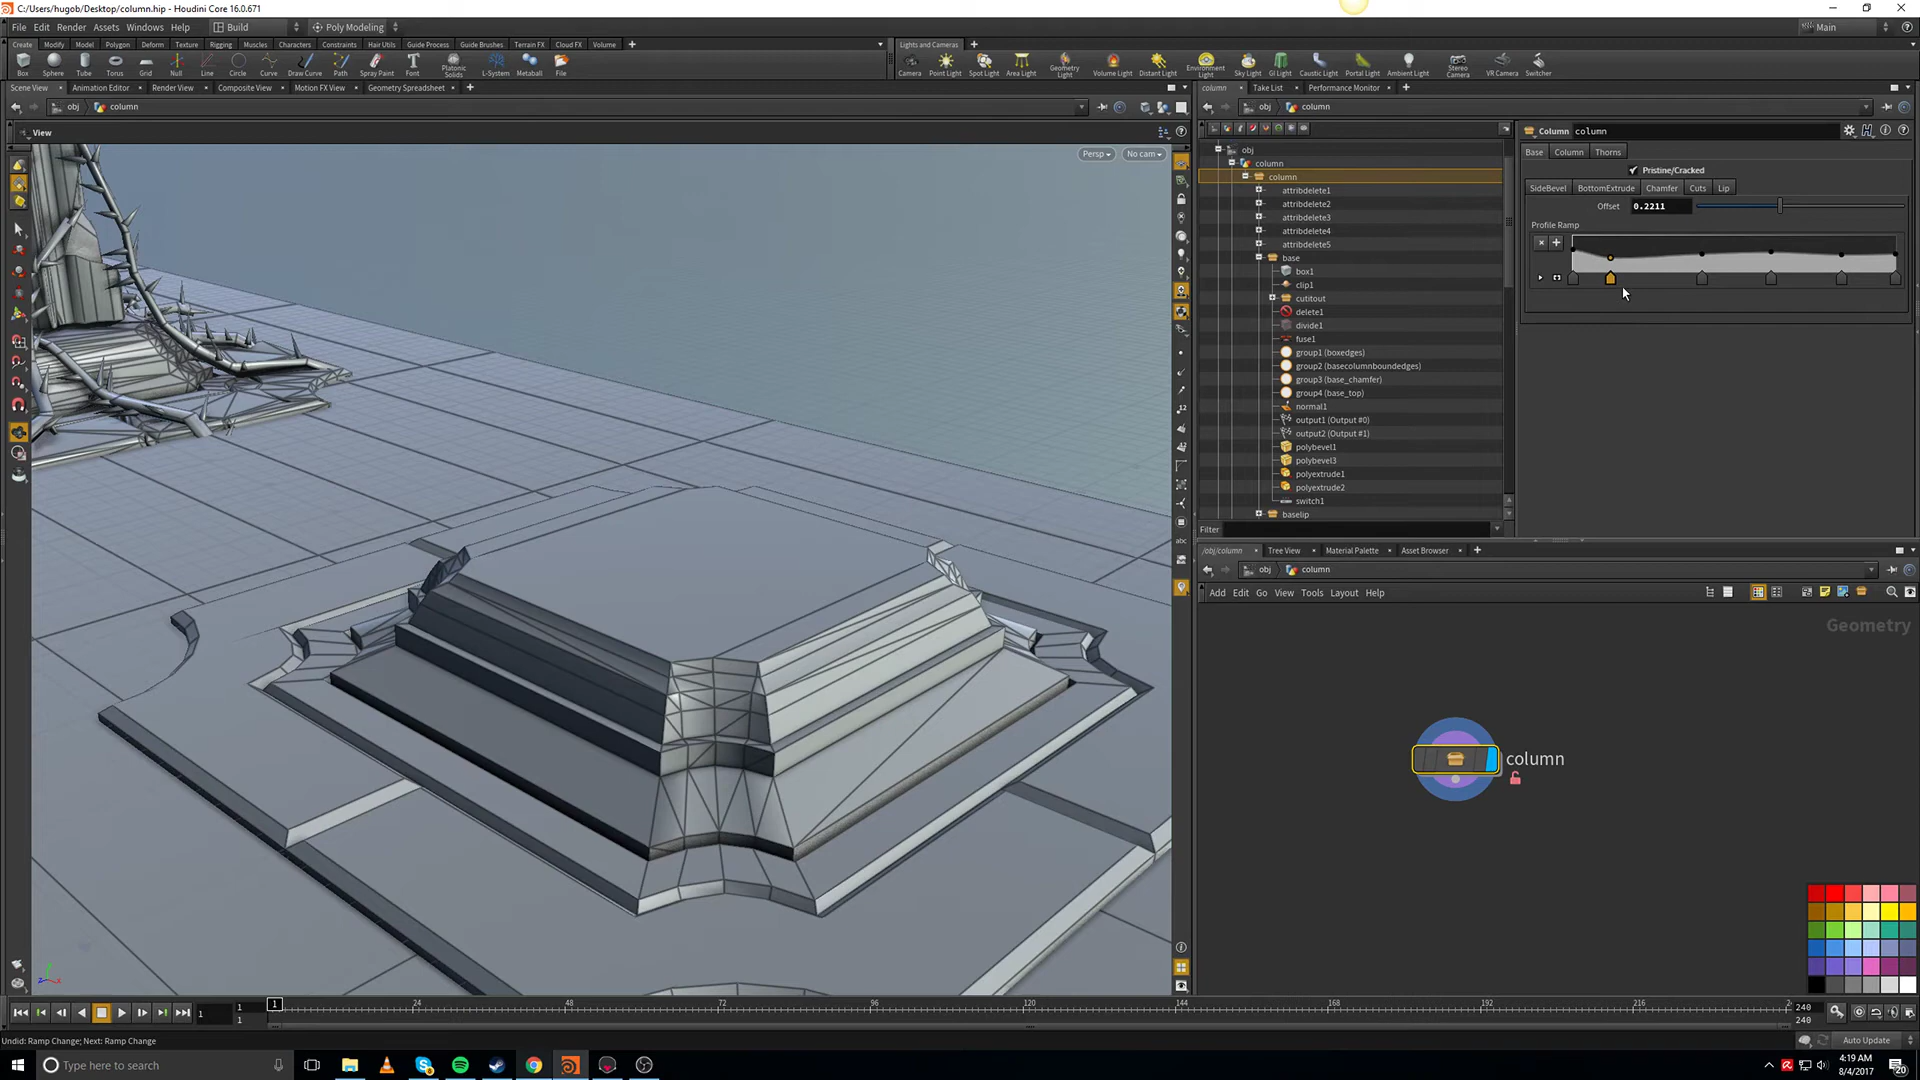 C:/Users/hugob/Desktop/column.hip - Houdini Core 16.0.671
File Edit Render Assets Windows Help Build Poly Modeling Main
Create Modify Model Polygon Deform Texture Rigging Muscles Characters Constraints Hair Utils Guide Process Guide Brushes Terrain FX Cloud FX Volume
Lights and Cameras
Box Sphere Tube Torus Grid Null Line Circle Curve Draw Curve Path Spray Paint Font Platonic Solids L-System Metaball File
Camera Point Light Spot Light Area Light Geometry Light Volume Light Distant Light Environment Light Sky Light GI Light Caustic Light Portal Light Ambient Light Stereo Camera VR Camera Switcher
Scene View Animation Editor Render View Composite View Motion FX View Geometry Spreadsheet
column Take List Performance Monitor
obj column
obj column
View
Persp No cam
Column column
Base Column Thorns
Pristine/Cracked
SideBevel BottomExtrude Chamfer Cuts Lip
Offset 0.2211
Profile Ramp
obj
column
column
attribdelete1
attribdelete2
attribdelete3
attribdelete4
attribdelete5
base
box1
clip1
cutitout
delete1
divide1
fuse1
group1 (boxedges)
group2 (basecolumnboundedges)
group3 (base_chamfer)
group4 (base_top)
normal1
output1 (Output #0)
output2 (Output #1)
polybevel1
polybevel3
polyextrude1
polyextrude2
switch1
baselip
Filter
/obj/column Tree View Material Palette Asset Browser
obj column
Add Edit Go View Tools Layout Help
Geometry
column
abc
1 1 1
1 24 48 72 96 120 144 168 192 216 2
240
240
Undid: Ramp Change; Next: Ramp Change
Auto Update
Type here to search
4:19 AM
8/4/2017
20